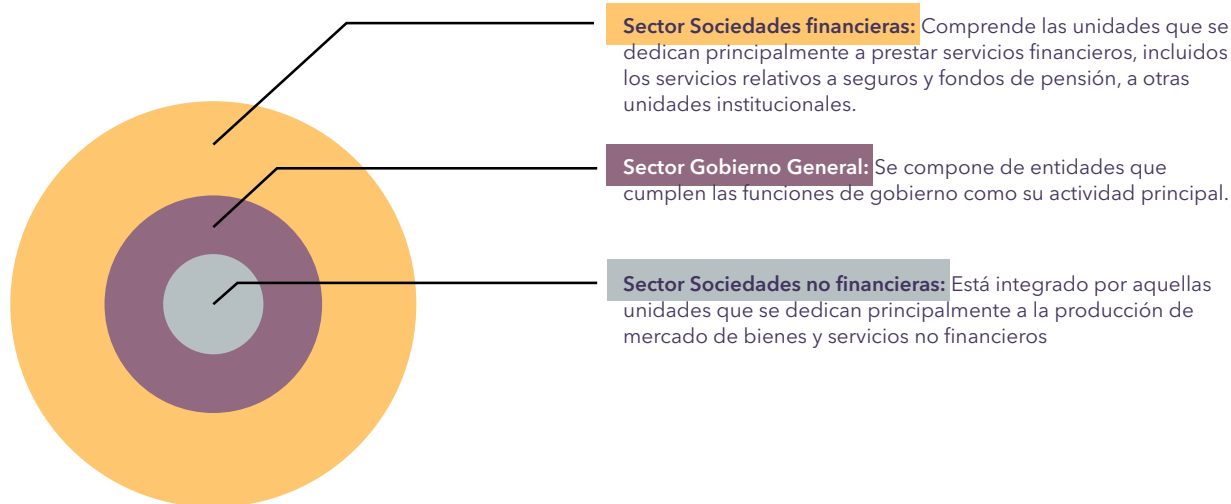 Sector Sociedades financieras: Comprende las unidades que se
dedican principalmente a prestar servicios financieros, incluidos
los servicios relativos a seguros y fondos de pensión, a otras
unidades institucionales.
Sector Gobierno General: Se compone de entidades que
cumplen las funciones de gobierno como su actividad principal.
Sector Sociedades no financieras: Está integrado por aquellas
unidades que se dedican principalmente a la producción de
mercado de bienes y servicios no financieros